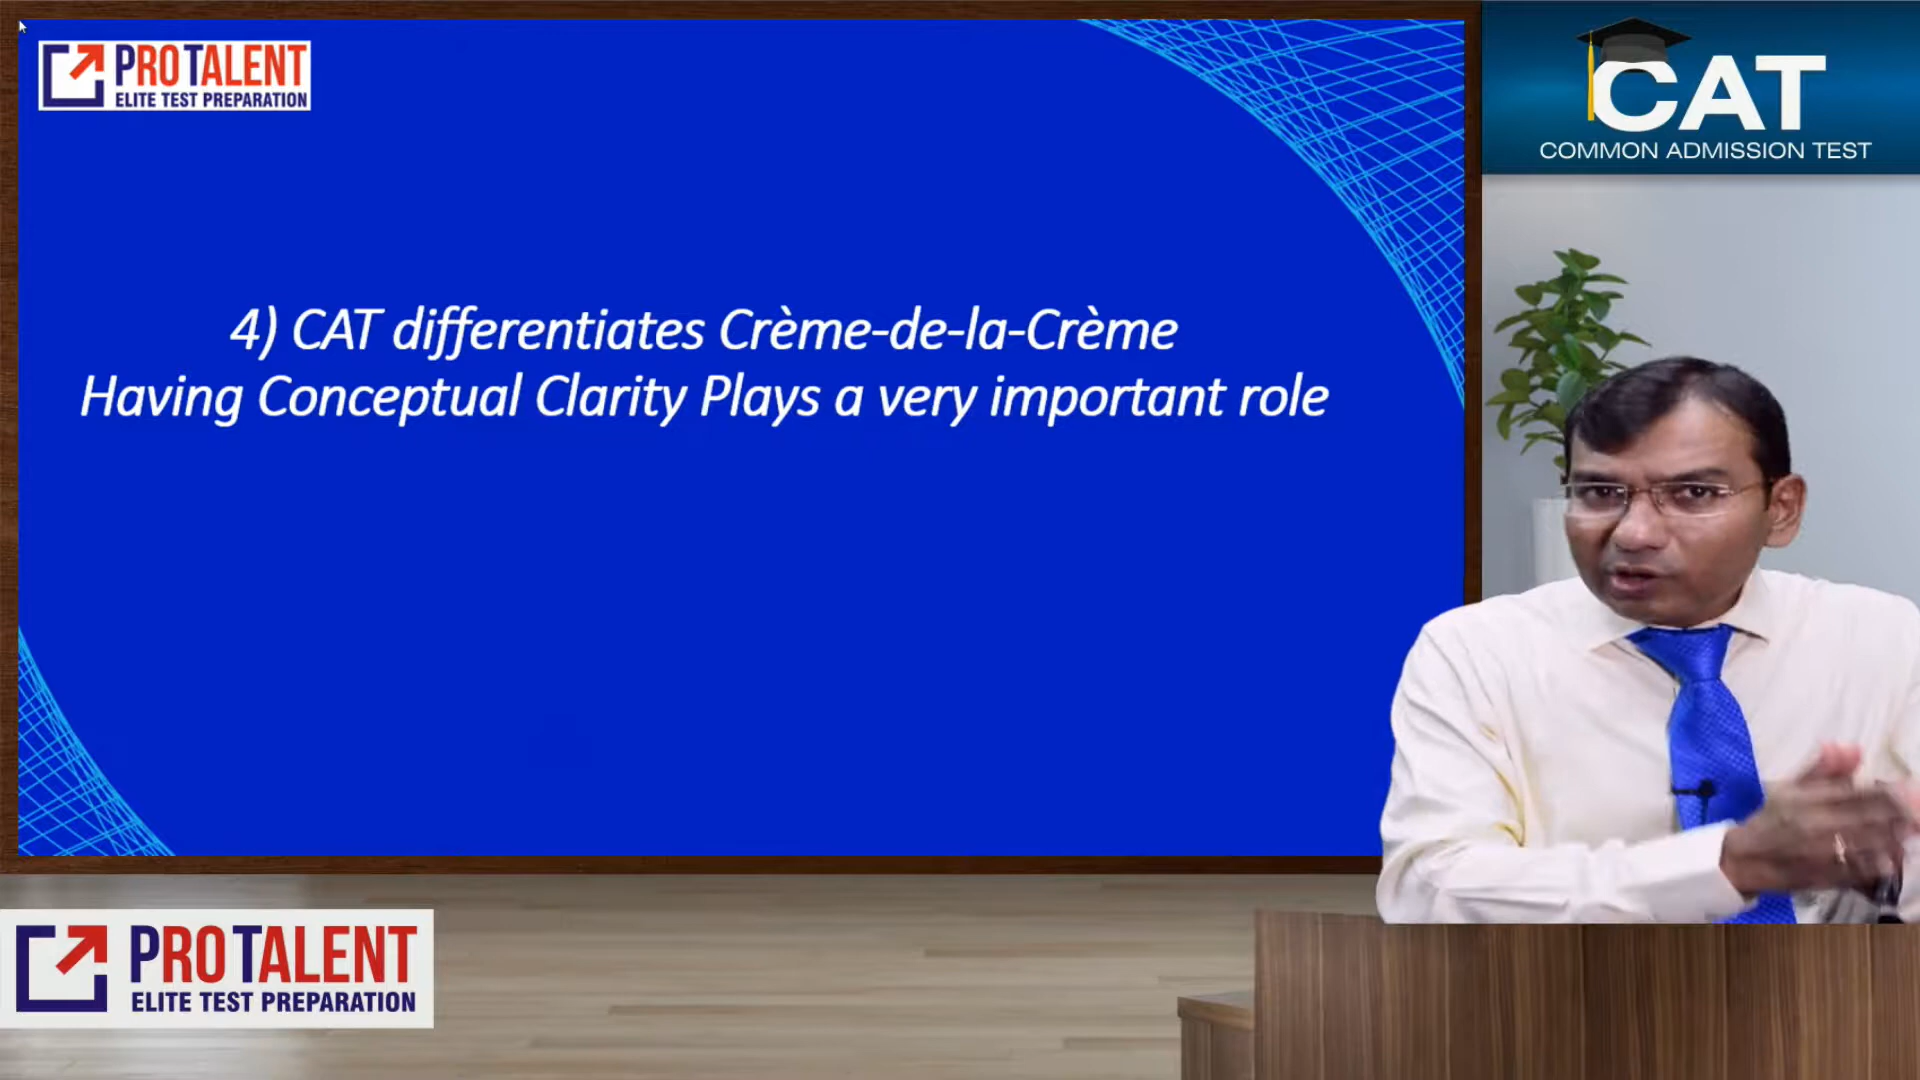 PROTALENT
ELITE TEST PREPARATION
CAT
COMMON ADMISSION TEST
4) CAT differentiates Crème-de-la-Crème
Having Conceptual Clarity Plays a very important role
PROTALENT
ELITE TEST PREPARATION